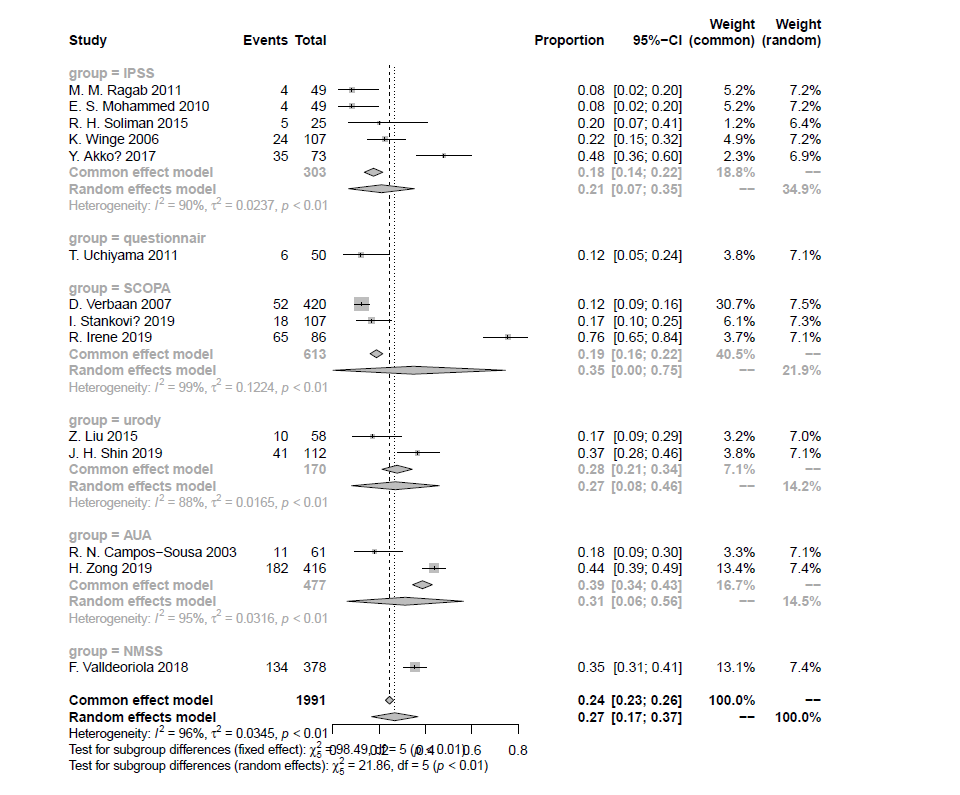 Weight Weight
Study Events Total Proportion 95%−CI (common) (random)
group = IPSS
M. M. Ragab 2011 4 49 0.08 [0.02; 0.20] 5.2% 7.2%
E. S. Mohammed 2010 4 49 0.08 [0.02; 0.20] 5.2% 7.2%
R. H. Soliman 2015 5 25 0.20 [0.07; 0.41] 1.2% 6.4%
K. Winge 2006 24 107 0.22 [0.15; 0.32] 4.9% 7.2%
Y. Akko? 2017 35 73 0.48 [0.36; 0.60] 2.3% 6.9%
Common effect model 303 0.18 [0.14; 0.22] 18.8% −−
Random effects model 0.21 [0.07; 0.35] −− 34.9%
Heterogeneity: I² = 90%, τ² = 0.0237, p < 0.01
group = questionnair
T. Uchiyama 2011 6 50 0.12 [0.05; 0.24] 3.8% 7.1%
group = SCOPA
D. Verbaan 2007 52 420 0.12 [0.09; 0.16] 30.7% 7.5%
I. Stankovi? 2019 18 107 0.17 [0.10; 0.25] 6.1% 7.3%
R. Irene 2019 65 86 0.76 [0.65; 0.84] 3.7% 7.1%
Common effect model 613 0.19 [0.16; 0.22] 40.5% −−
Random effects model 0.35 [0.00; 0.75] −− 21.9%
Heterogeneity: I² = 99%, τ² = 0.1224, p < 0.01
group = urody
Z. Liu 2015 10 58 0.17 [0.09; 0.29] 3.2% 7.0%
J. H. Shin 2019 41 112 0.37 [0.28; 0.46] 3.8% 7.1%
Common effect model 170 0.28 [0.21; 0.34] 7.1% −−
Random effects model 0.27 [0.08; 0.46] −− 14.2%
Heterogeneity: I² = 88%, τ² = 0.0165, p < 0.01
group = AUA
R. N. Campos−Sousa 2003 11 61 0.18 [0.09; 0.30] 3.3% 7.1%
H. Zong 2019 182 416 0.44 [0.39; 0.49] 13.4% 7.4%
Common effect model 477 0.39 [0.34; 0.43] 16.7% −−
Random effects model 0.31 [0.06; 0.56] −− 14.5%
Heterogeneity: I² = 95%, τ² = 0.0316, p < 0.01
group = NMSS
F. Valldeoriola 2018 134 378 0.35 [0.31; 0.41] 13.1% 7.4%
Common effect model 1991 0.24 [0.23; 0.26] 100.0% −−
Random effects model 0.27 [0.17; 0.37] −− 100.0%
Heterogeneity: I² = 96%, τ² = 0.0345, p < 0.01
0 0.2 0.4 0.6 0.8
Test for subgroup differences (fixed effect): χ²₅ = 98.49, df = 5 (p < 0.01)
Test for subgroup differences (random effects): χ²₅ = 21.86, df = 5 (p < 0.01)